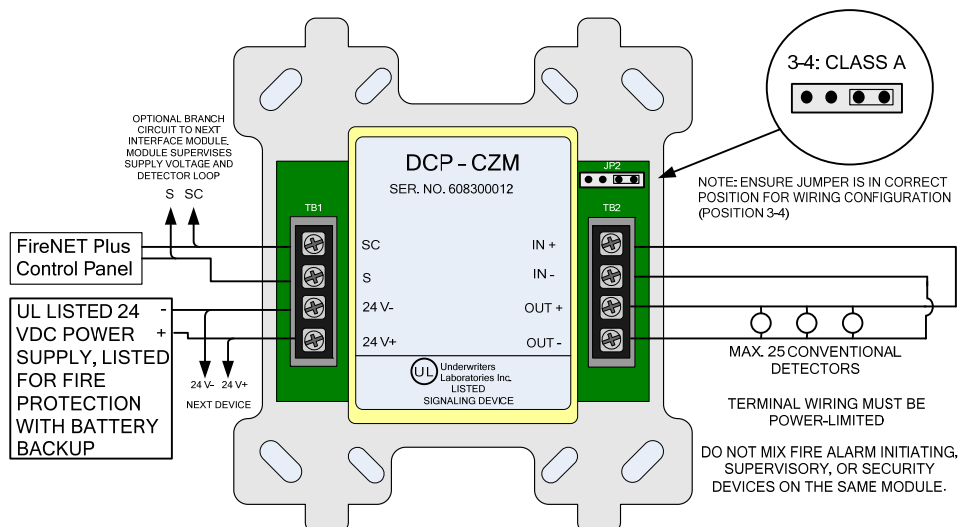 3-4: CLASS A
OPTIONAL BRANCH
CIRCUIT TO NEXT
INTERFACE MODULE.
MODULE SUPERVISES
SUPPLY VOLTAGE AND
DETECTOR LOOP
S SC
FireNET Plus
Control Panel
UL LISTED 24 -
VDC POWER +
SUPPLY, LISTED
FOR FIRE
PROTECTION
WITH BATTERY
BACKUP
24 V- 24 V+
NEXT DEVICE
TB1
DCP - CZM
SER. NO. 608300012
SC
S
24 V-
24 V+
IN +
IN -
OUT +
OUT -
UL
Underwriters
Laboratories Inc.
LISTED
SIGNALING DEVICE
JP2
TB2
NOTE: ENSURE JUMPER IS IN CORRECT
POSITION FOR WIRING CONFIGURATION
(POSITION 3-4)
MAX. 25 CONVENTIONAL
DETECTORS
TERMINAL WIRING MUST BE
POWER-LIMITED
DO NOT MIX FIRE ALARM INITIATING,
SUPERVISORY, OR SECURITY
DEVICES ON THE SAME MODULE.